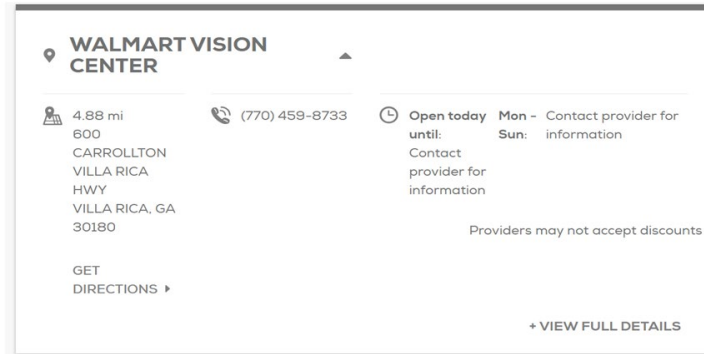 WALMART VISION
CENTER
4.88 mi
600
CARROLLTON
VILLA RICA
HWY
VILLA RICA, GA
30180
GET
DIRECTIONS
(770) 459-8733
Open today
until:
Contact
provider for
information
Mon -
Sun:
Contact provider for
information
Providers may not accept discounts
+ VIEW FULL DETAILS